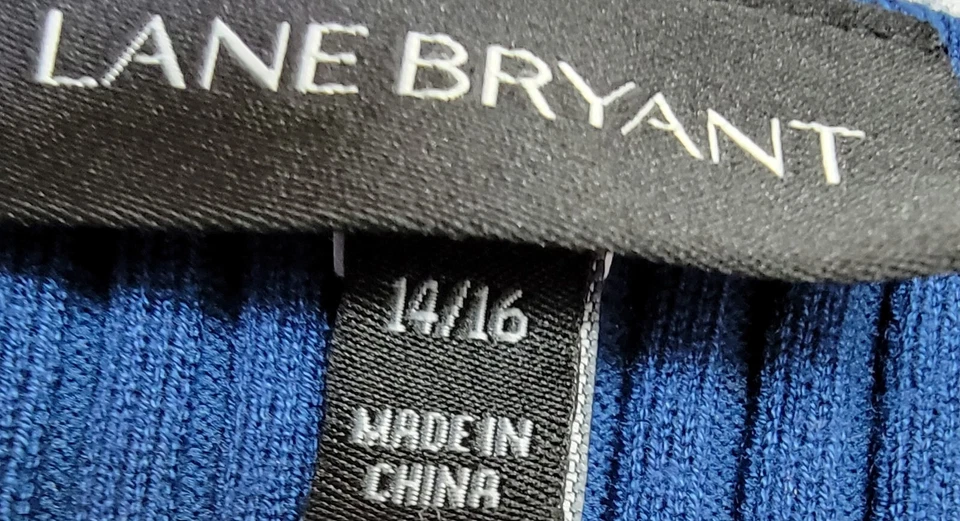 LANE BRYANT
14/16
MADE IN
CHINA